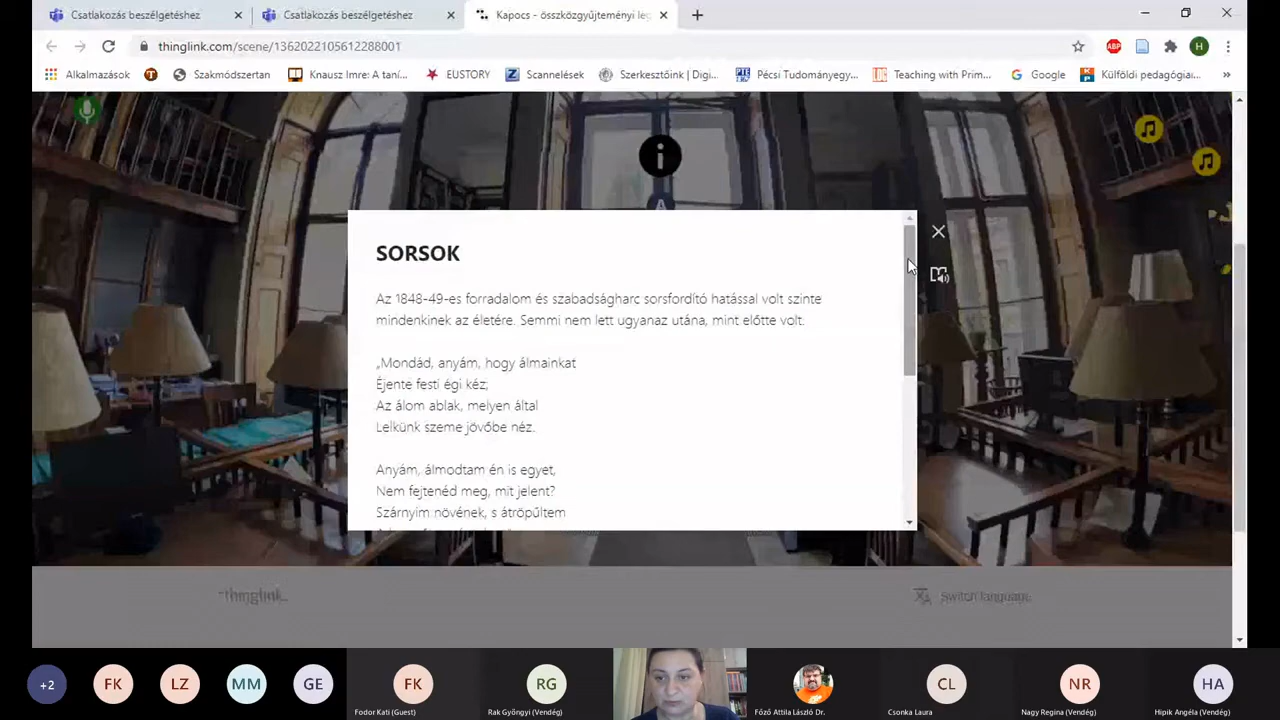 Csatlakozás beszélgetéshez
Csatlakozás beszélgetéshez
Kapocs - összközgyűjteményi leg
thinglink.com/scene/1362022105612288001
ABP
H
Alkalmazások
T
Szakmódszertan
Knausz Imre: A taní...
EUSTORY
Z Scannelések
Szerkesztőink | Digi...
PTE Pécsi Tudományegy...
Teaching with Prim...
G Google
Külföldi pedagógiai...
»
i
A
SORSOK
Az 1848-49-es forradalom és szabadságharc sorsfordító hatással volt szinte
mindenkinek az életére. Semmi nem lett ugyanaz utána, mint előtte volt.
„Mondád, anyám, hogy álmainkat
Éjente festi égi kéz;
Az álom ablak, melyen által
Lelkünk szeme jövőbe néz.
Anyám, álmodtam én is egyet,
Nem fejtenéd meg, mit jelent?
Szárnyim növének, s átröpűltem
thinglink..
Switch language
+2
FK
LZ
MM
GE
FK
RG
CL
NR
HA
Fodor Kati (Guest)
Rak Gyöngyi (Vendég)
Főző Attila László Dr.
Csonka Laura
Nagy Regina (Vendég)
Hipik Angéla (Vendég)